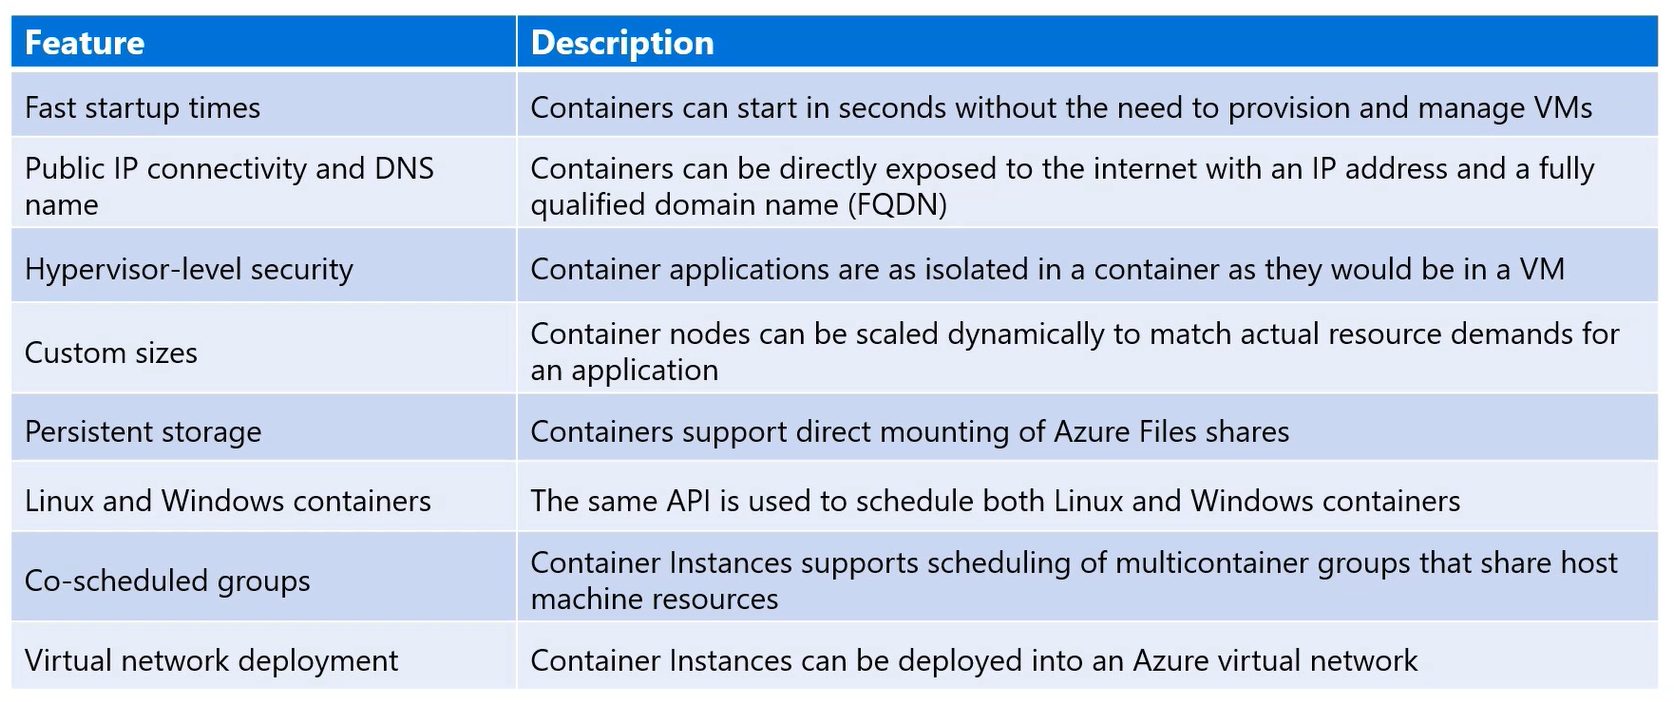 Feature
Description
Fast startup times
Containers can start in seconds without the need to provision and manage VMs
Public IP connectivity and DNS
name
Containers can be directly exposed to the internet with an IP address and a fully
qualified domain name (FQDN)
Hypervisor-level security
Container applications are as isolated in a container as they would be in a VM
Custom sizes
Container nodes can be scaled dynamically to match actual resource demands for
an application
Persistent storage
Containers support direct mounting of Azure Files shares
Linux and Windows containers
The same API is used to schedule both Linux and Windows containers
Co-scheduled groups
Container Instances supports scheduling of multicontainer groups that share host
machine resources
Virtual network deployment
Container Instances can be deployed into an Azure virtual network